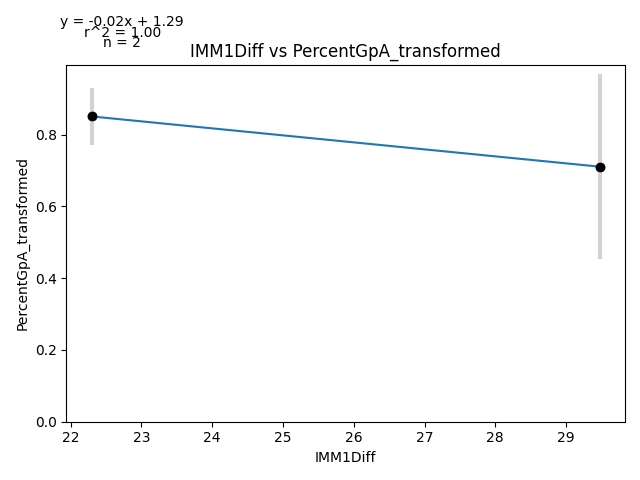 y = -0.02x + 1.29
r^2 = 1.00
n = 2
IMM1Diff vs PercentGpA_transformed
PercentGpA_transformed
0.8
0.6
0.4
0.2
0.0
22 23 24 25 26 27 28 29
IMM1Diff